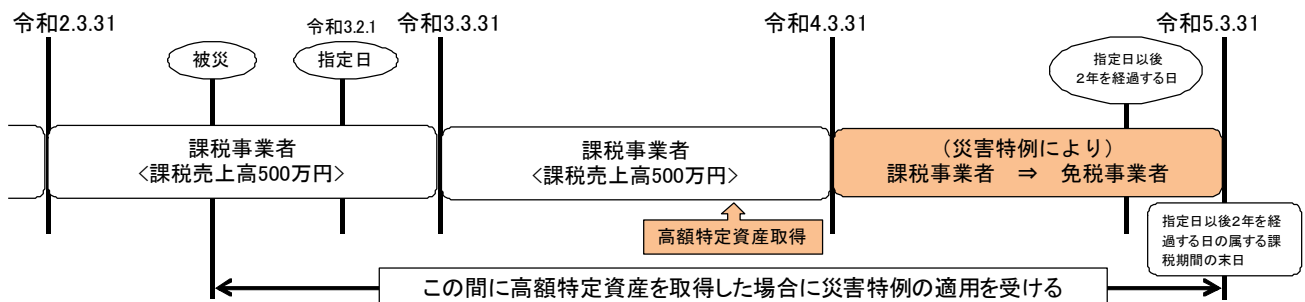 令和2.3.31
令和3.2.1
令和3.3.31
令和4.3.31
令和5.3.31
被災
指定日
指定日以後
2年を経過する日
課税事業者
<課税売上高500万円>
課税事業者
<課税売上高500万円>
(災害特例により)
課税事業者 ⇒ 免税事業者
高額特定資産取得
指定日以後2年を経
過する日の属する課
税期間の末日
この間に高額特定資産を取得した場合に災害特例の適用を受ける